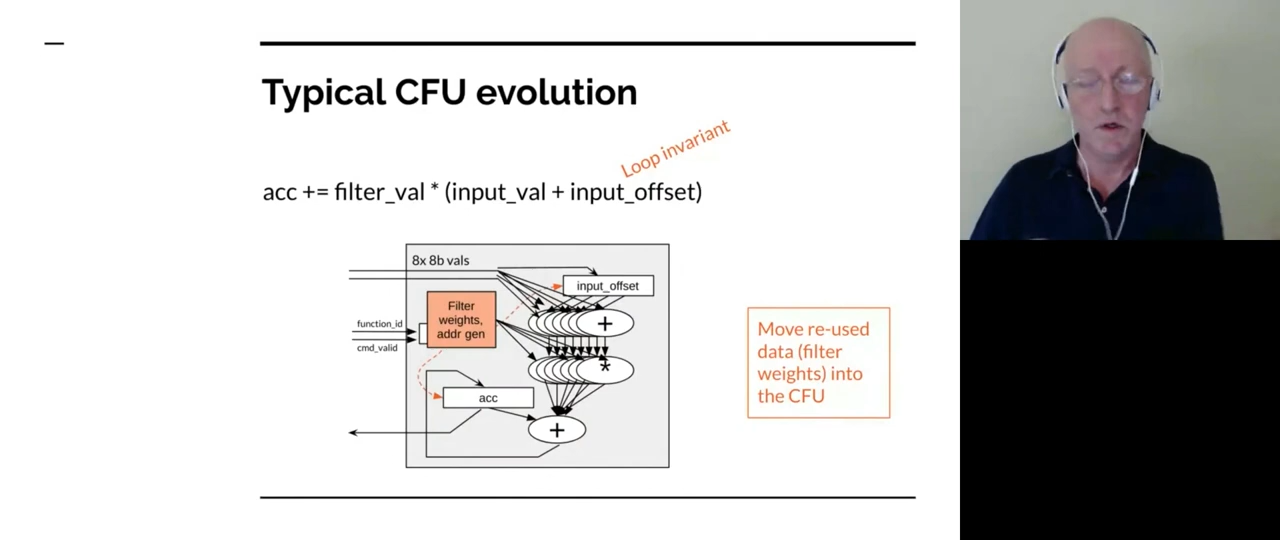 Typical CFU evolution
Loop invariant
acc += filter_val * (input_val + input_offset)
8x 8b vals
input_offset
Filter
weights,
addr gen
function_id
cmd_valid
+
*
acc
+
Move re-used
data (filter
weights) into
the CFU